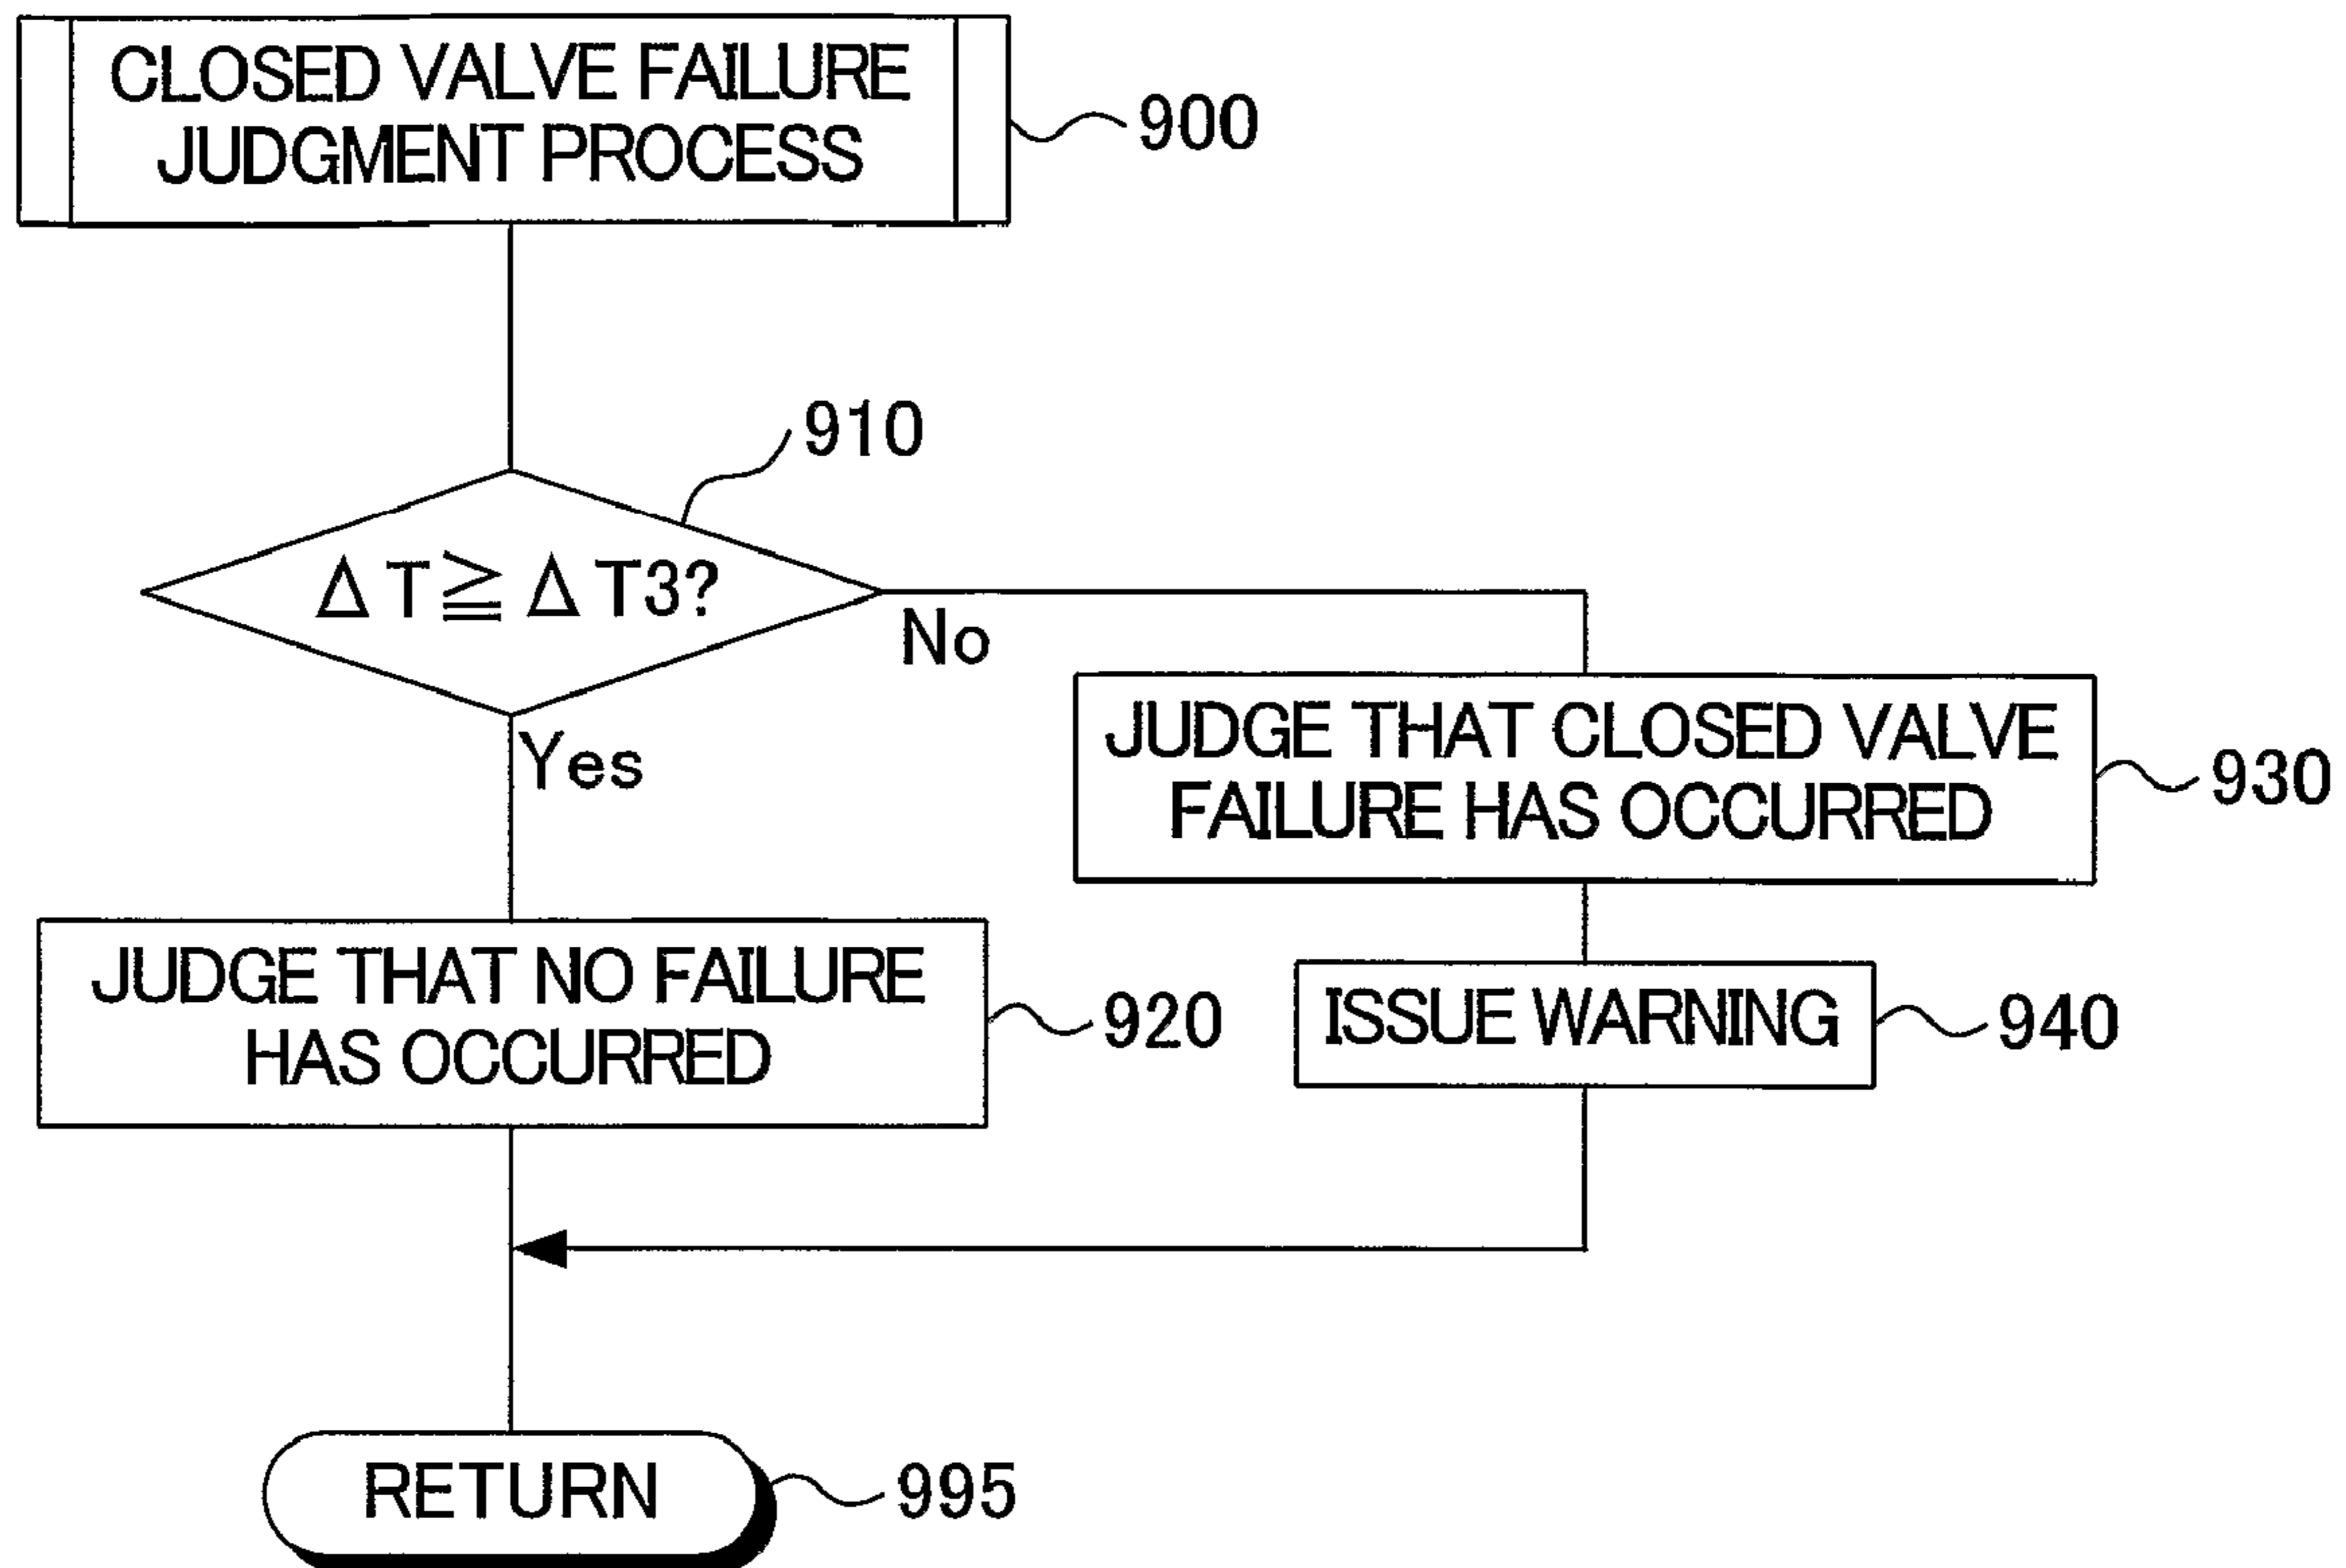 CLOSED VALVE FAILURE
JUDGMENT PROCESS
900
910
ΔT≧ΔT3?
No
Yes
JUDGE THAT CLOSED VALVE
FAILURE HAS OCCURRED
930
JUDGE THAT NO FAILURE
HAS OCCURRED
920
ISSUE WARNING
940
RETURN
995